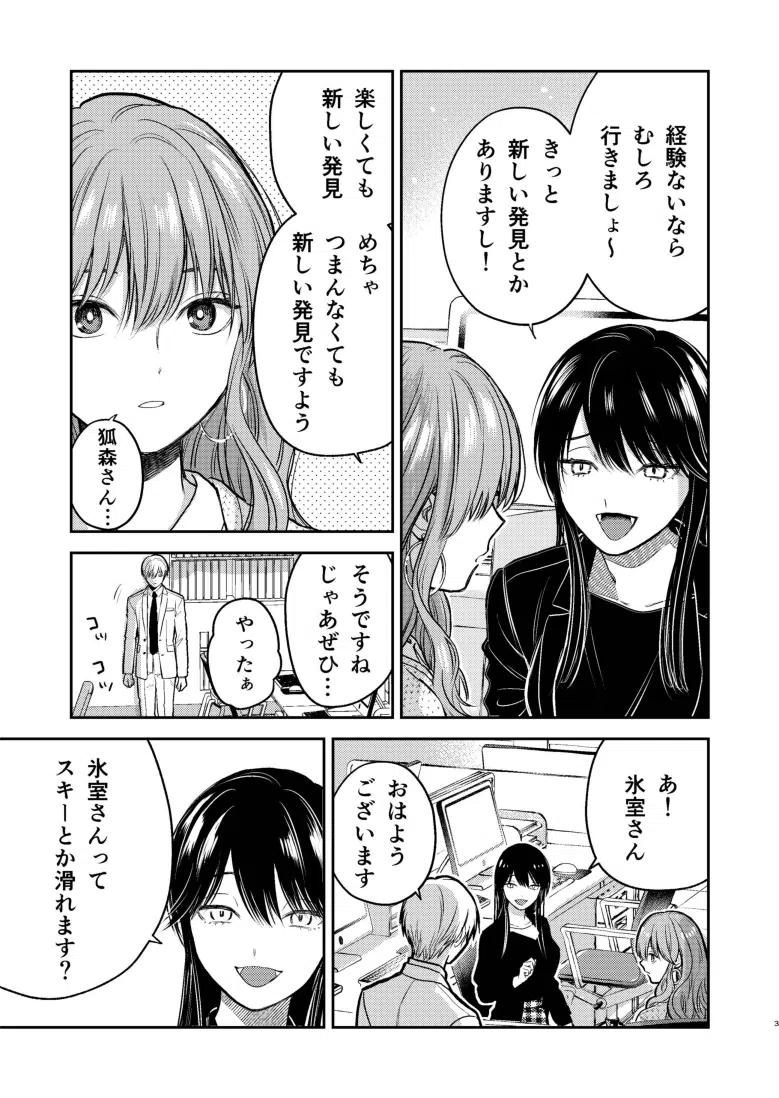 経験ないなら
むしろ
行きましょ〜
きっと
新しい発見とか
ありますし！
楽しくても
新しい発見
めちゃ
つまんなくても
新しい発見ですよう
狐森さん…
そうですね
じゃあぜひ…
やったぁ
コッ
コッ
あ！
氷室さん
おはよう
ございます
氷室さんって
スキーとか滑れます？
3